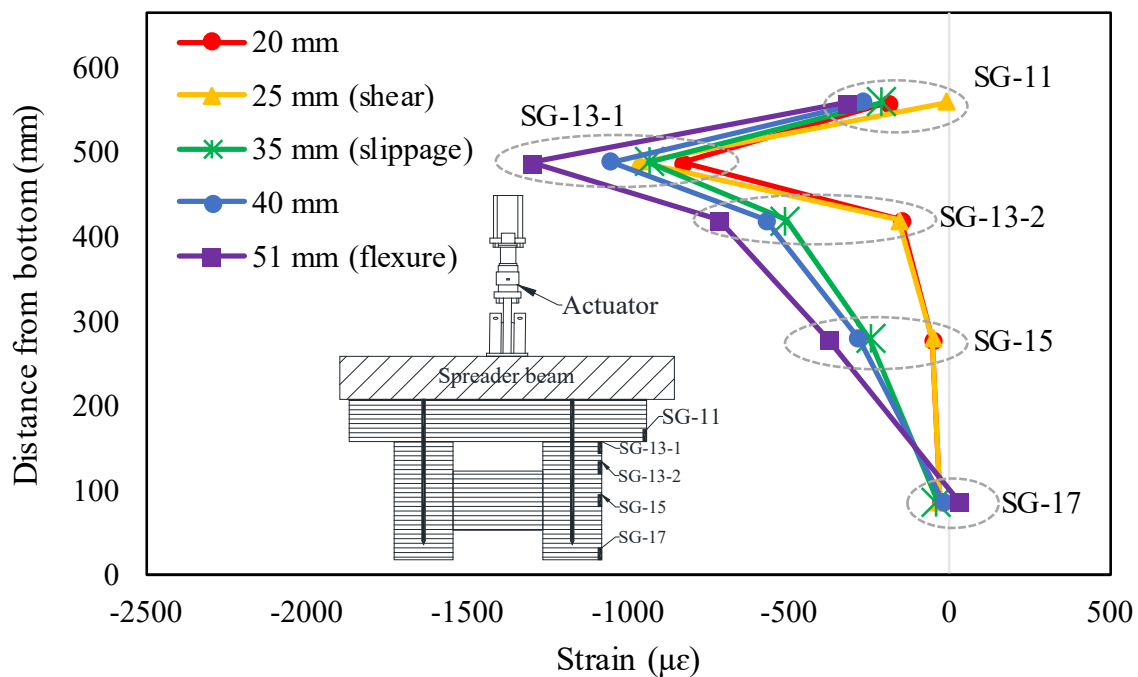 20 mm
25 mm (shear)
35 mm (slippage)
40 mm
51 mm (flexure)
SG-11
SG-13-1
SG-13-2
SG-15
SG-17
Actuator
Spreader beam
SG-11
SG-13-1
SG-13-2
SG-15
SG-17
Distance from bottom (mm)
600
500
400
300
200
100
0
-2500
-2000
-1500
-1000
-500
0
500
Strain (με)